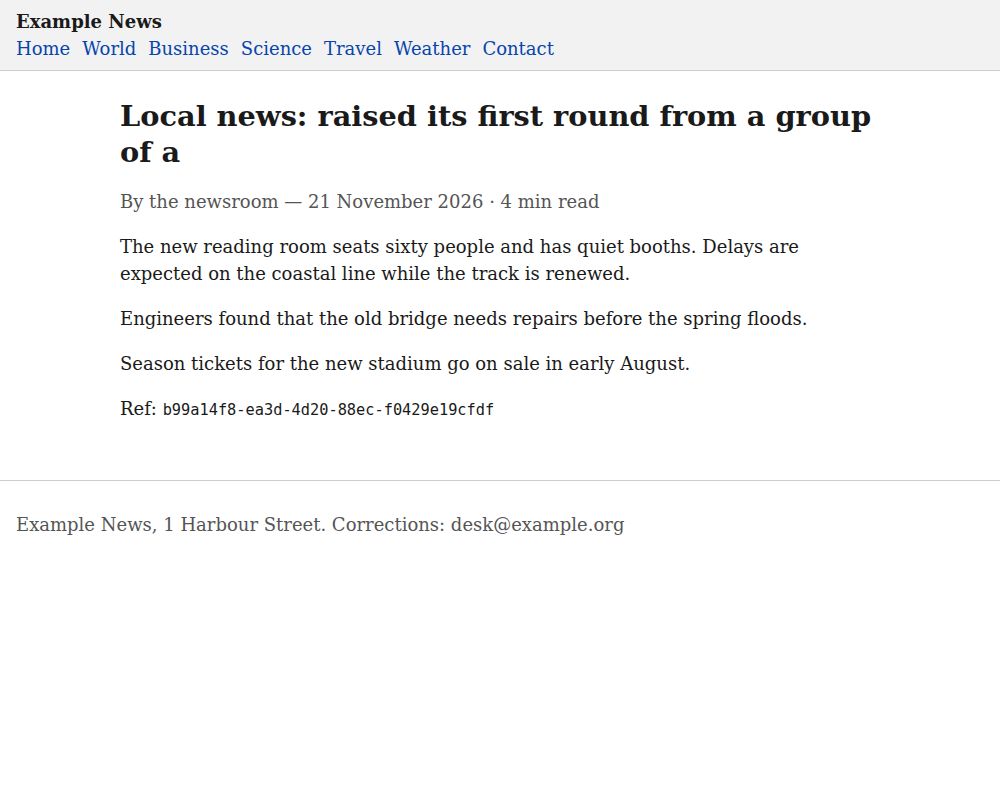 Example News
Home World Business Science Travel Weather Contact
Local news: raised its first round from a group
of a
By the newsroom — 21 November 2026 · 4 min read
The new reading room seats sixty people and has quiet booths. Delays are
expected on the coastal line while the track is renewed.
Engineers found that the old bridge needs repairs before the spring floods.
Season tickets for the new stadium go on sale in early August.
Ref: b99a14f8-ea3d-4d20-88ec-f0429e19cfdf
Example News, 1 Harbour Street. Corrections: desk@example.org